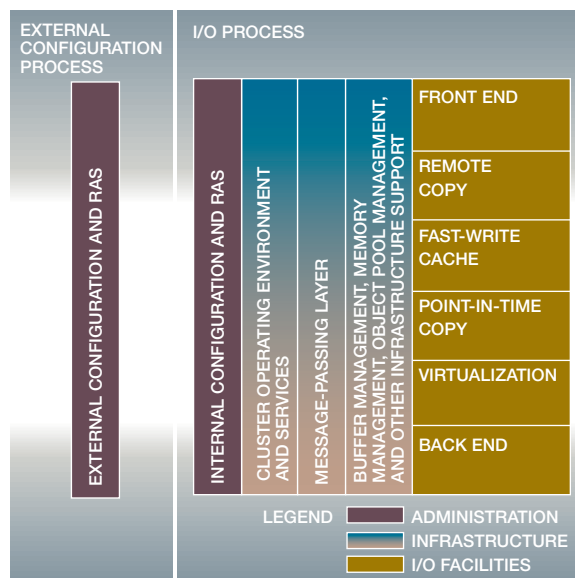 EXTERNAL
CONFIGURATION
PROCESS
EXTERNAL CONFIGURATION AND RAS
I/O PROCESS
INTERNAL CONFIGURATION AND RAS
CLUSTER OPERATING ENVIRONMENT
AND SERVICES
MESSAGE-PASSING LAYER
BUFFER MANAGEMENT, MEMORY
MANAGEMENT, OBJECT POOL MANAGEMENT,
AND OTHER INFRASTRUCTURE SUPPORT
FRONT END
REMOTE
COPY
FAST-WRITE
CACHE
POINT-IN-TIME
COPY
VIRTUALIZATION
BACK END
LEGEND
ADMINISTRATION
INFRASTRUCTURE
I/O FACILITIES